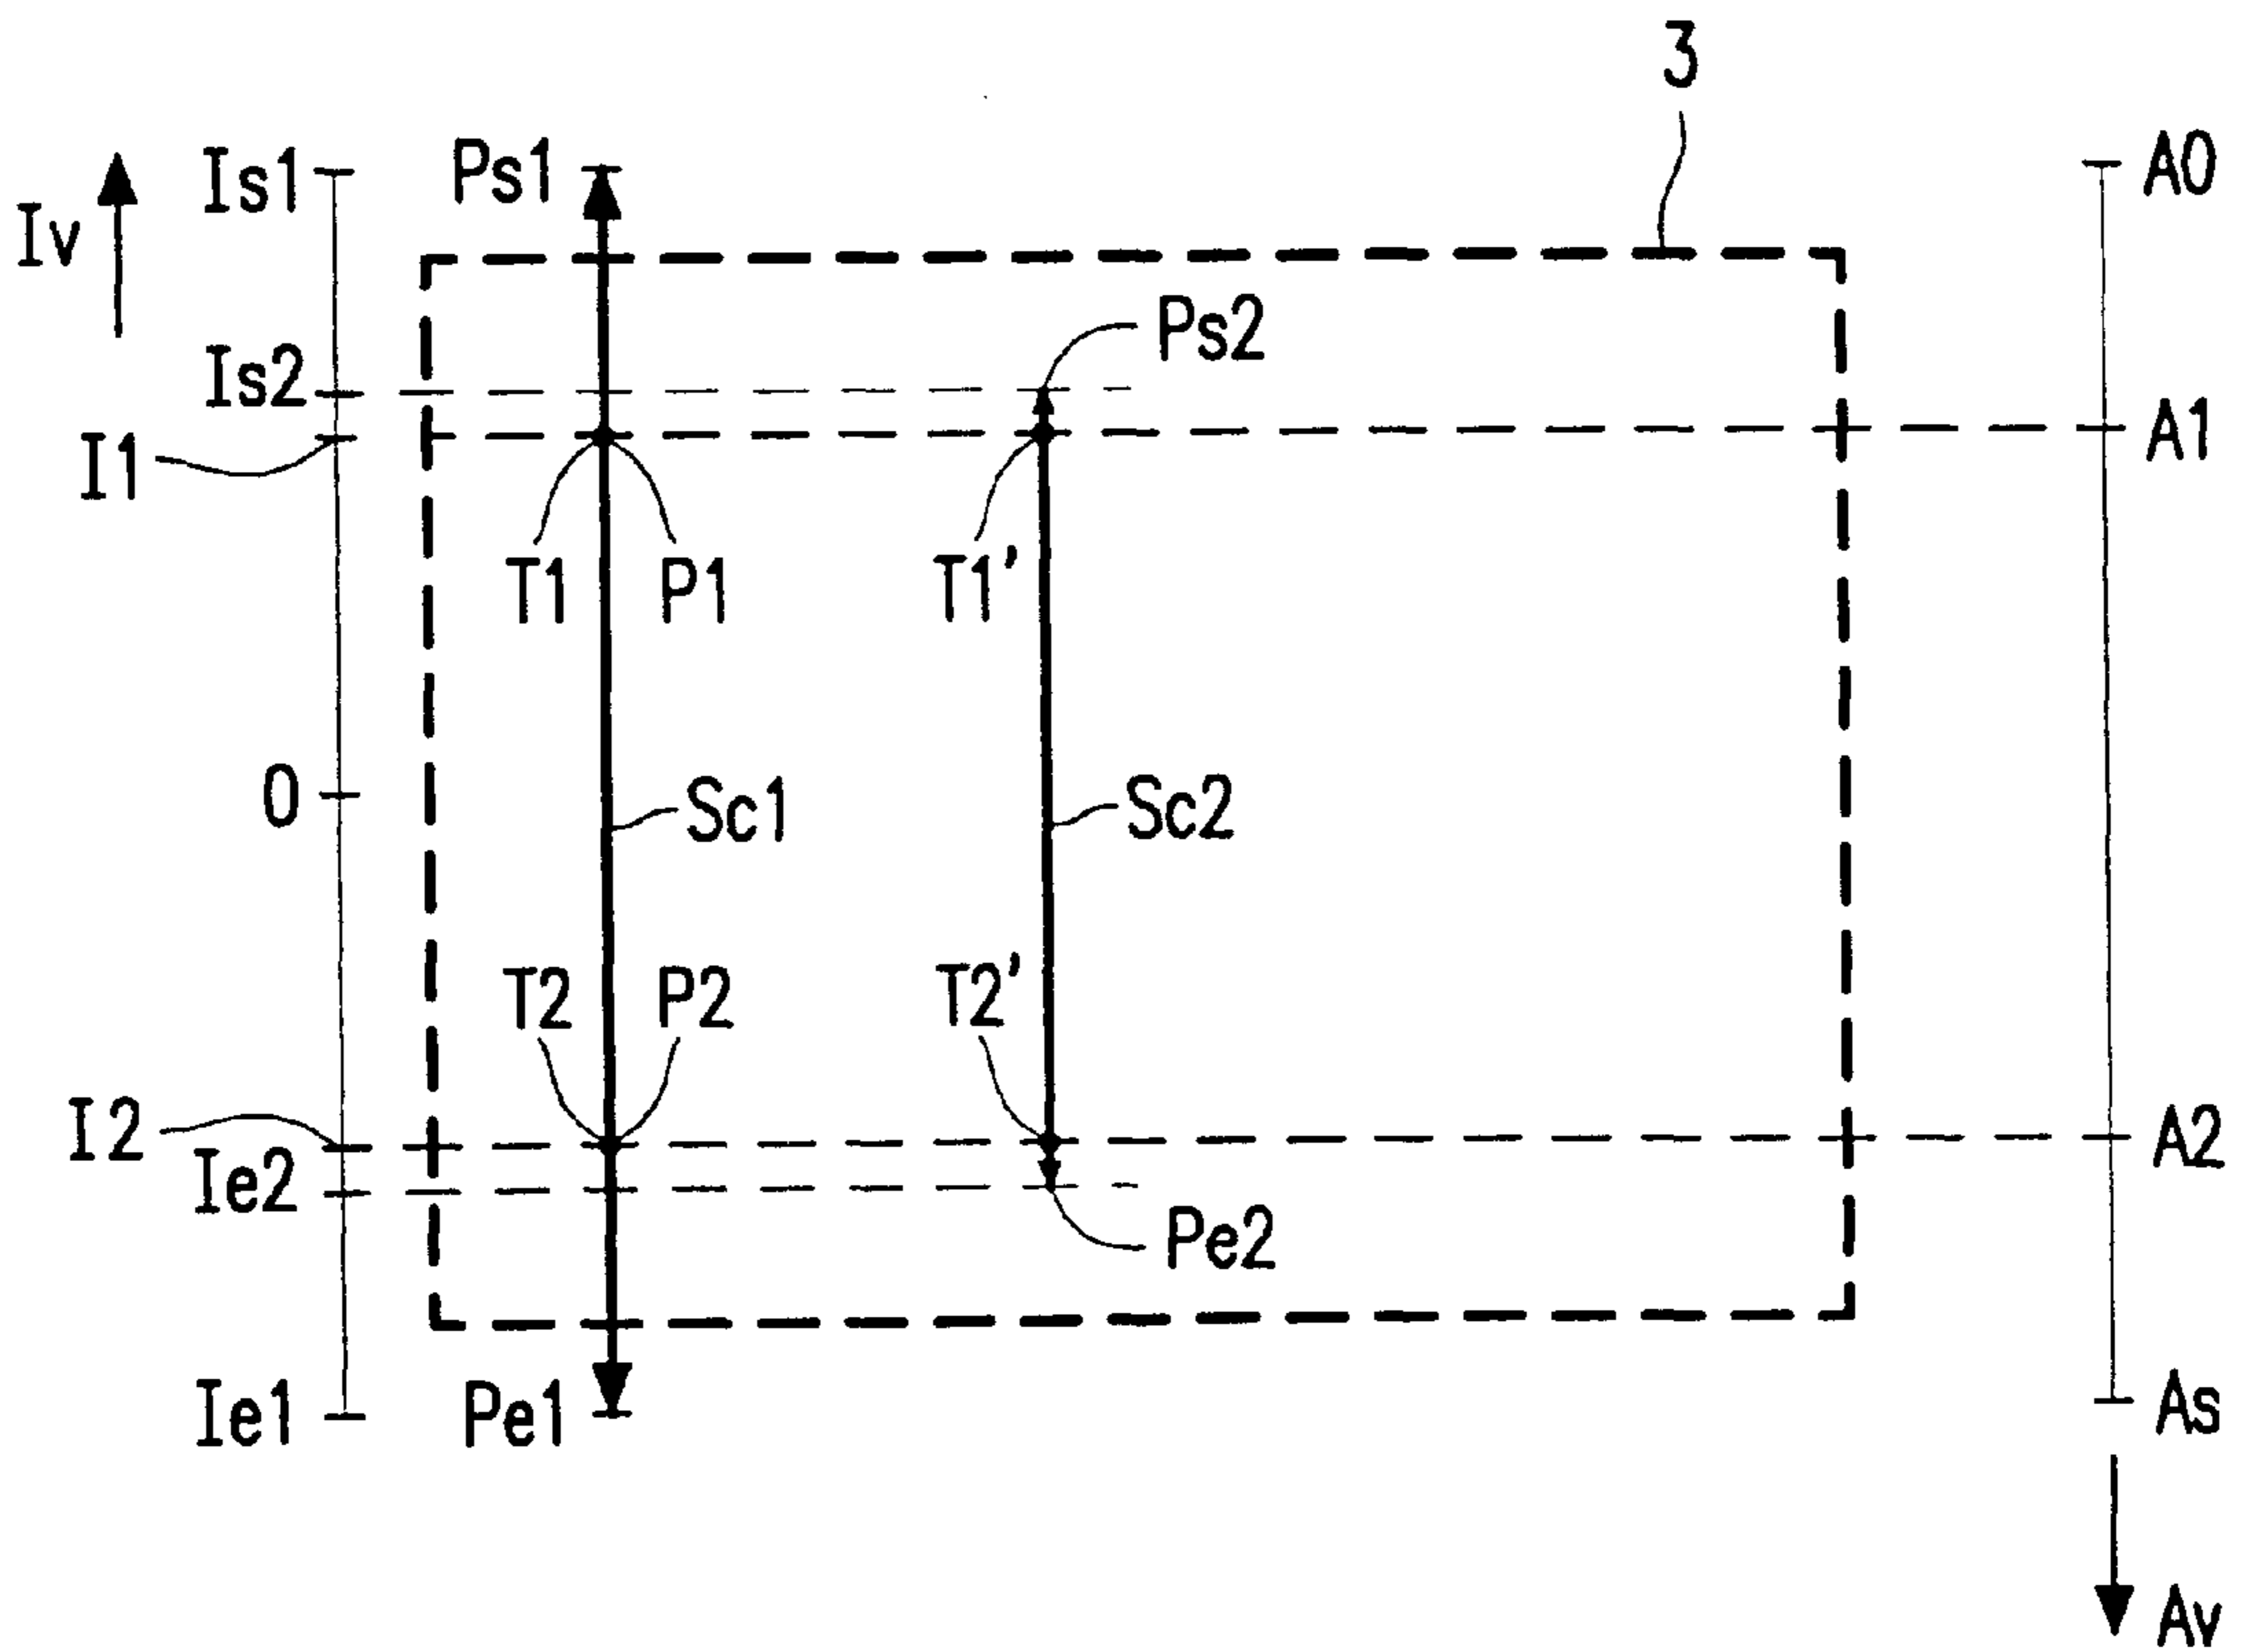 3
Is1
Ps1
A0
Iv
Ps2
Is2
A1
I1
T1
P1
T1'
0
Sc1
Sc2
T2
P2
T2'
I2
A2
Ie2
Pe2
Ie1
Pe1
As
Av